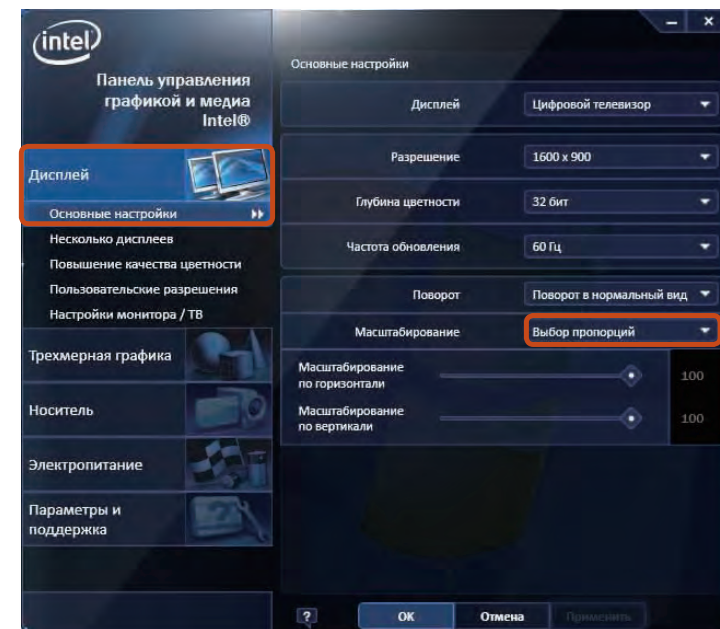 intel
Панель управления
графикой и медиа
Intel®
Дисплей
Основные настройки
Несколько дисплеев
Повышение качества цветности
Пользовательские разрешения
Настройки монитора / ТВ
Трехмерная графика
Носитель
Электропитание
Параметры и
поддержка
Основные настройки
Дисплей Цифровой телевизор
Разрешение 1600 x 900
Глубина цветности 32 бит
Частота обновления 60 Гц
Поворот Поворот в нормальный вид
Масштабирование Выбор пропорций
Масштабирование
по горизонтали 100
Масштабирование
по вертикали 100
? ОК Отмена Применить